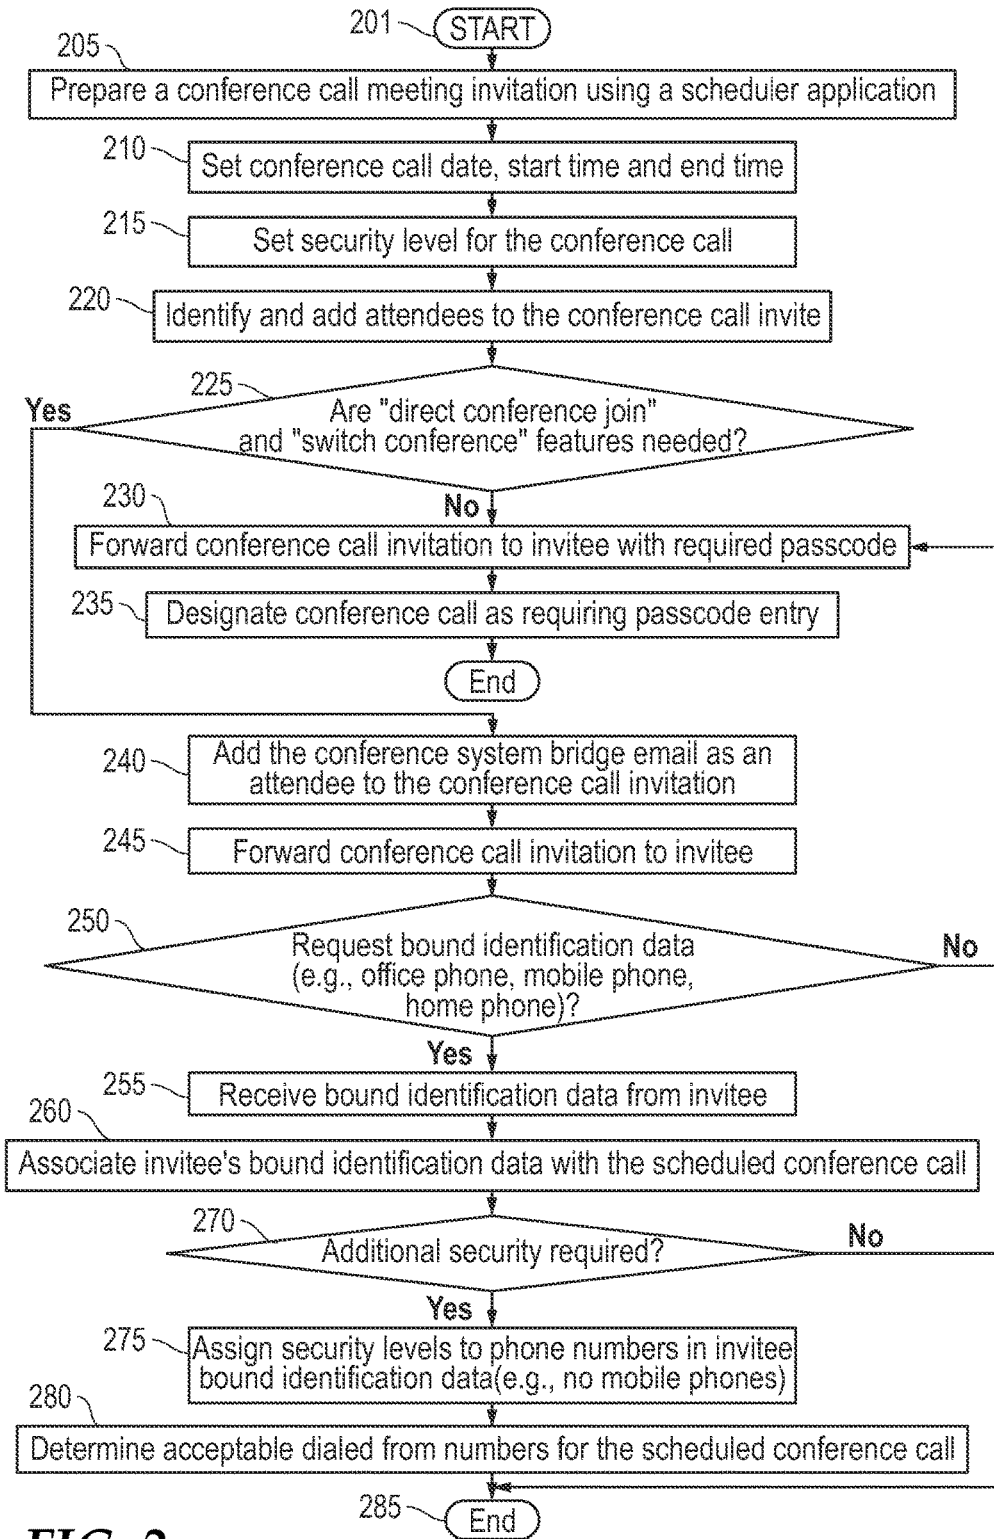 201
START
205
Prepare a conference call meeting invitation using a scheduler application
210
Set conference call date, start time and end time
215
Set security level for the conference call
220
Identify and add attendees to the conference call invite
225
Yes
Are "direct conference join"
and "switch conference" features needed?
No
230
Forward conference call invitation to invitee with required passcode
235
Designate conference call as requiring passcode entry
End
240
Add the conference system bridge email as an
attendee to the conference call invitation
245
Forward conference call invitation to invitee
250
Request bound identification data
(e.g., office phone, mobile phone,
home phone)?
No
Yes
255
Receive bound identification data from invitee
260
Associate invitee's bound identification data with the scheduled conference call
270
Additional security required?
No
Yes
275
Assign security levels to phone numbers in invitee
bound identification data(e.g., no mobile phones)
280
Determine acceptable dialed from numbers for the scheduled conference call
285
End
FIG. 2